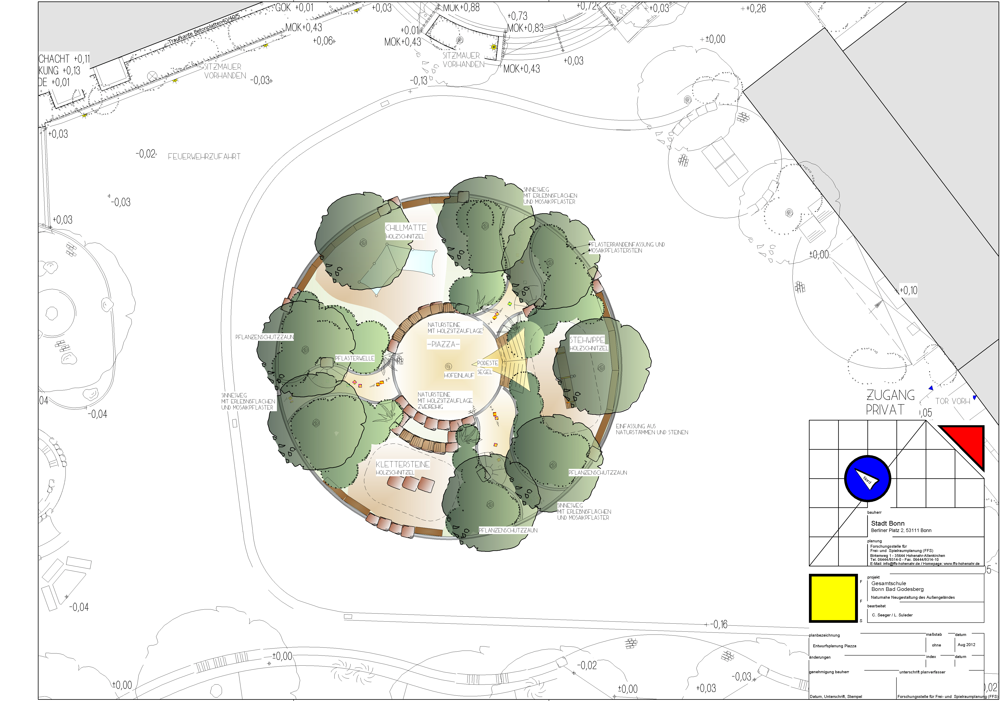 GOK +0,01
+0,03
MOK+0,88
+0,72
+0,03
+0,26
Traufkante Betonplatten40/40/5
MOK+0,43
+0,06
+0,01
MOK+0,43
+0,73
MOK+0,83
±0,00
CHACHT +0,11
KUNG +0,13
DE +0,01
SITZMAUER
VORHANDEN
-0,03
SITZMAUER
VORHANDEN
+0,03
MOK+0,43
-0,13
+0,03
-0,02
FEUERWEHRZUFAHRT
-0,03
+0,03
SINNESWEG
MIT ERLEBNISFLÄCHEN
UND MOSAIKPFLASTER
CHILLMATTE
HOLZSCHNITZEL
PFLASTERRANDEINFASSUNG UND
MOSAIKPFLASTERSTEIN
±0,00
+0,10
NATURSTEINE
MIT HOLZSITZAUFLAGE
-PIAZZA-
PFLANZENSCHUTZZAUN
STEHWIPPE
HOLZSCHNITZEL
PFLASTERWELLE
PODESTE
SEGEL
HOFEINLAUF
SINNESWEG
MIT ERLEBNISFLÄCHEN
UND MOSAIKPFLASTER
NATURSTEINE
MIT HOLZSITZAUFLAGE
ZWEIREIHIG
,04
-0,04
ZUGANG
PRIVAT
,05
TOR VORH
EINFASSUNG AUS
NATURSTÄMMEN UND STEINEN
KLETTERSTEINE
HOLZSCHNITZEL
PFLANZENSCHUTZZAUN
SINNESWEG
MIT ERLEBNISFLÄCHEN
UND MOSAIKPFLASTER
PFLANZENSCHUTZZAUN
-0,04
-0,16
±0,00
-0,02
-0,03
±0,00
±0,00
+0,03
Nord
bauherr
Stadt Bonn
Berliner Platz 2, 53111 Bonn
planung
Forschungsstelle für
Frei- und Spielraumplanung (FFS)
Birkenweg 1 - 35644 Hohenahr-Altenkirchen
Tel. 06444/9314-0 - Fax. 06444/9314-10
E-Mail: info@ffs-hohenahr.de / Homepage: www.ffs-hohenahr.de
F
F
S
projekt
Gesamtschule
Bonn Bad Godesberg
Naturnahe Neugestaltung des Außengeländes
bearbeitet
C. Seeger / L. Suleder
planbezeichnung
maßstab
datum
Entwurfsplanung Piazza
ohne
Aug 2012
änderungen
index
datum
genehmigung bauherr
unterschrift planverfasser
Datum, Unterschrift, Stempel
Forschungsstelle für Frei- und Spielraumplanung (FFS)